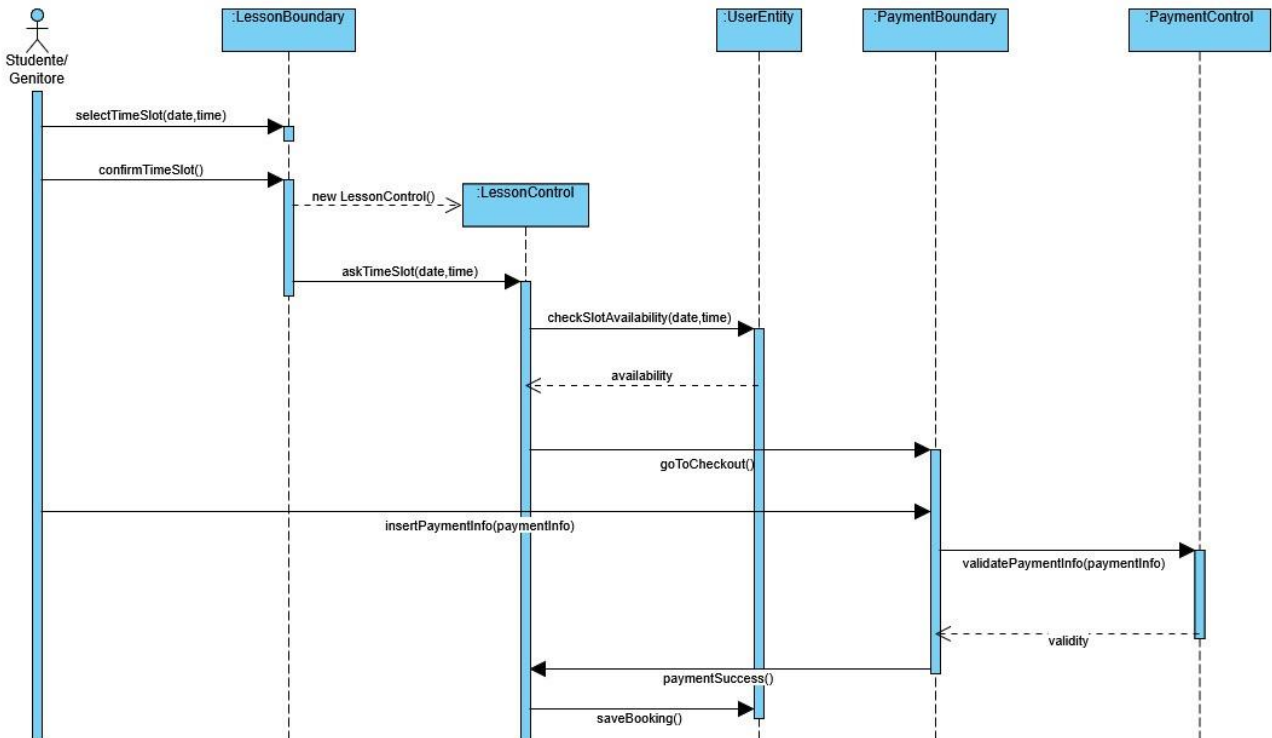 :LessonBoundary
:UserEntity
:PaymentBoundary
:PaymentControl
Studente/
Genitore
selectTimeSlot(date,time)
confirmTimeSlot()
new LessonControl()
:LessonControl
askTimeSlot(date,time)
checkSlotAvailability(date,time)
availability
goToCheckout()
insertPaymentInfo(paymentInfo)
validatePaymentInfo(paymentInfo)
validity
paymentSuccess()
saveBooking()